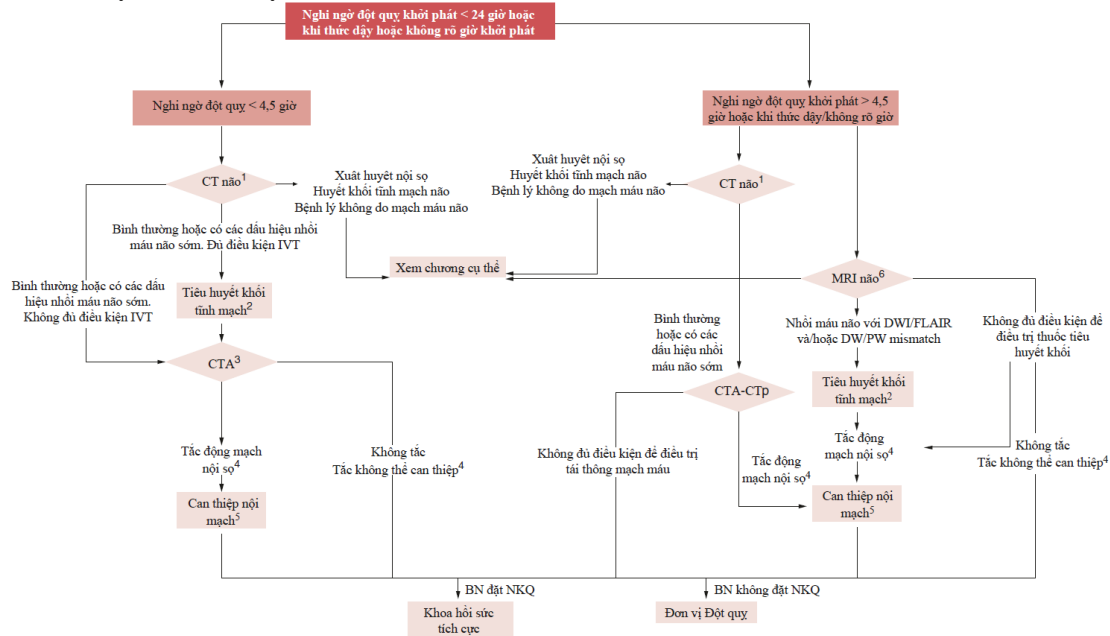 Nghi ngờ đột quỵ khởi phát < 24 giờ hoặc
khi thức dậy hoặc không rõ giờ khởi phát
Nghi ngờ đột quỵ < 4,5 giờ
Nghi ngờ đột quỵ khởi phát > 4,5
giờ hoặc khi thức dậy/không rõ giờ
CT não1
Xuât huyêt nội sọ
Huyết khối tĩnh mạch não
Bệnh lý không do mạch máu não
Xuât huyêt nội sọ
Huyết khối tĩnh mạch não
Bệnh lý không do mạch máu não
CT não1
Bình thường hoặc có các dấu hiệu nhồi
máu não sớm. Đủ điều kiện IVT
Xem chương cụ thể
MRI não6
Bình thường hoặc có các dấu
hiệu nhồi máu não sớm.
Không đủ điều kiện IVT
Tiêu huyết khối
tĩnh mạch2
Bình thường
hoặc có các
dấu hiệu nhồi
máu não sớm
Nhồi máu não với DWI/FLAIR
và/hoặc DW/PW mismatch
Không đủ điều kiện để
điều trị thuốc tiêu
huyết khối
CTA3
CTA-CTp
Tiêu huyết khối
tĩnh mạch2
Tắc động mạch
nội sọ4
Không tắc
Tắc không thể can thiệp4
Không đủ điều kiện để điều trị
tái thông mạch máu
Tắc động
mạch nội sọ4
Tắc động
mạch nội sọ4
Không tắc
Tắc không thể can thiệp4
Can thiệp nội
mạch5
Can thiệp nội
mạch5
BN đặt NKQ
BN không đặt NKQ
Khoa hồi sức
tích cực
Đơn vị Đột quỵ